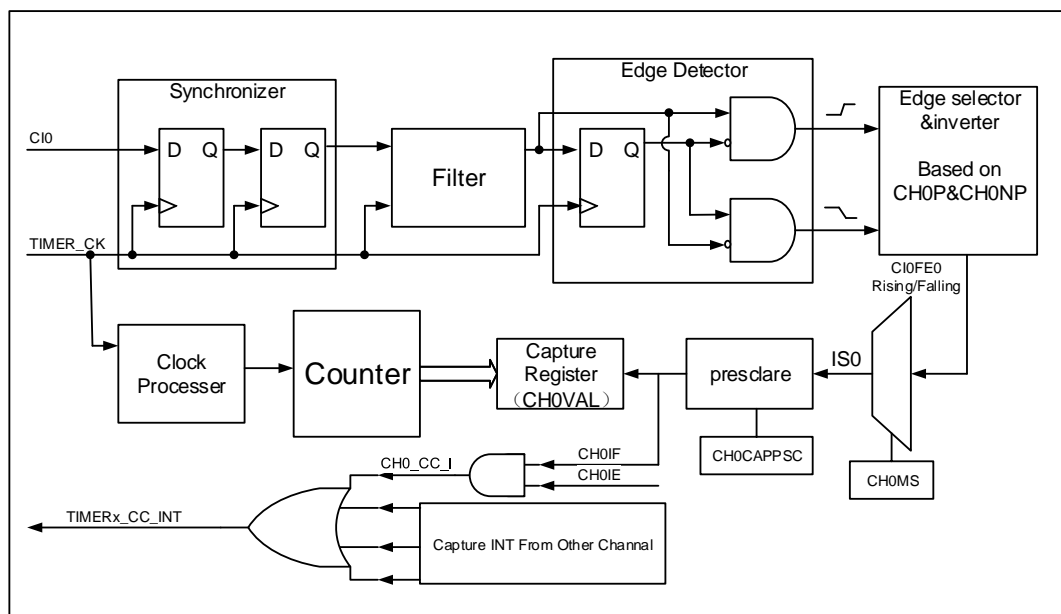 Synchronizer
Edge Detector
CI0
D Q
D Q
Filter
D Q
Edge selector
&inverter
Based on
CH0P&CH0NP
TIMER_CK
CI0FE0
Rising/Falling
Clock
Processer
Counter
Capture
Register
（CH0VAL）
presclare
IS0
CH0CAPPSC
CH0MS
CH0_CC_I
CH0IF
CH0IE
TIMERx_CC_INT
Capture INT From Other Channal